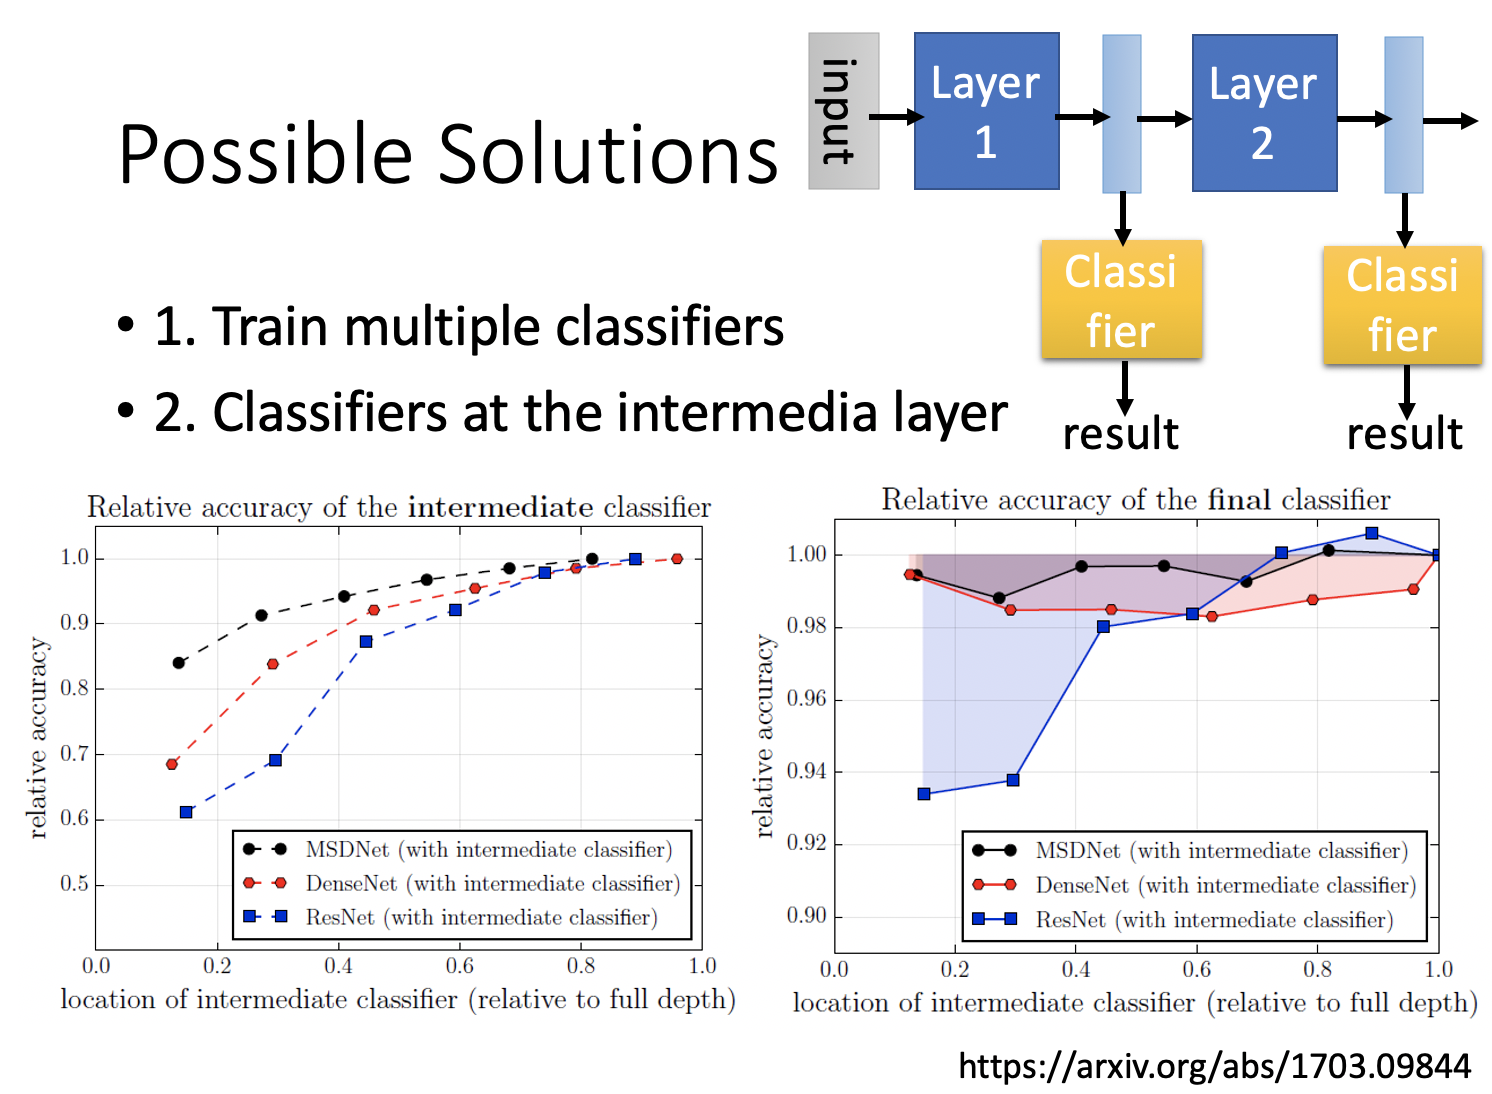 Possible Solutions
input
Layer
1
Layer
2
Classi
fier
Classi
fier
result
result
• 1. Train multiple classifiers
• 2. Classifiers at the intermedia layer
Relative accuracy of the intermediate classifier
relative accuracy
1.0
0.9
0.8
0.7
0.6
0.5
MSDNet (with intermediate classifier)
DenseNet (with intermediate classifier)
ResNet (with intermediate classifier)
0.0 0.2 0.4 0.6 0.8 1.0
location of intermediate classifier (relative to full depth)
Relative accuracy of the final classifier
relative accuracy
1.00
0.98
0.96
0.94
0.92
0.90
MSDNet (with intermediate classifier)
DenseNet (with intermediate classifier)
ResNet (with intermediate classifier)
0.0 0.2 0.4 0.6 0.8 1.0
location of intermediate classifier (relative to full depth)
https://arxiv.org/abs/1703.09844